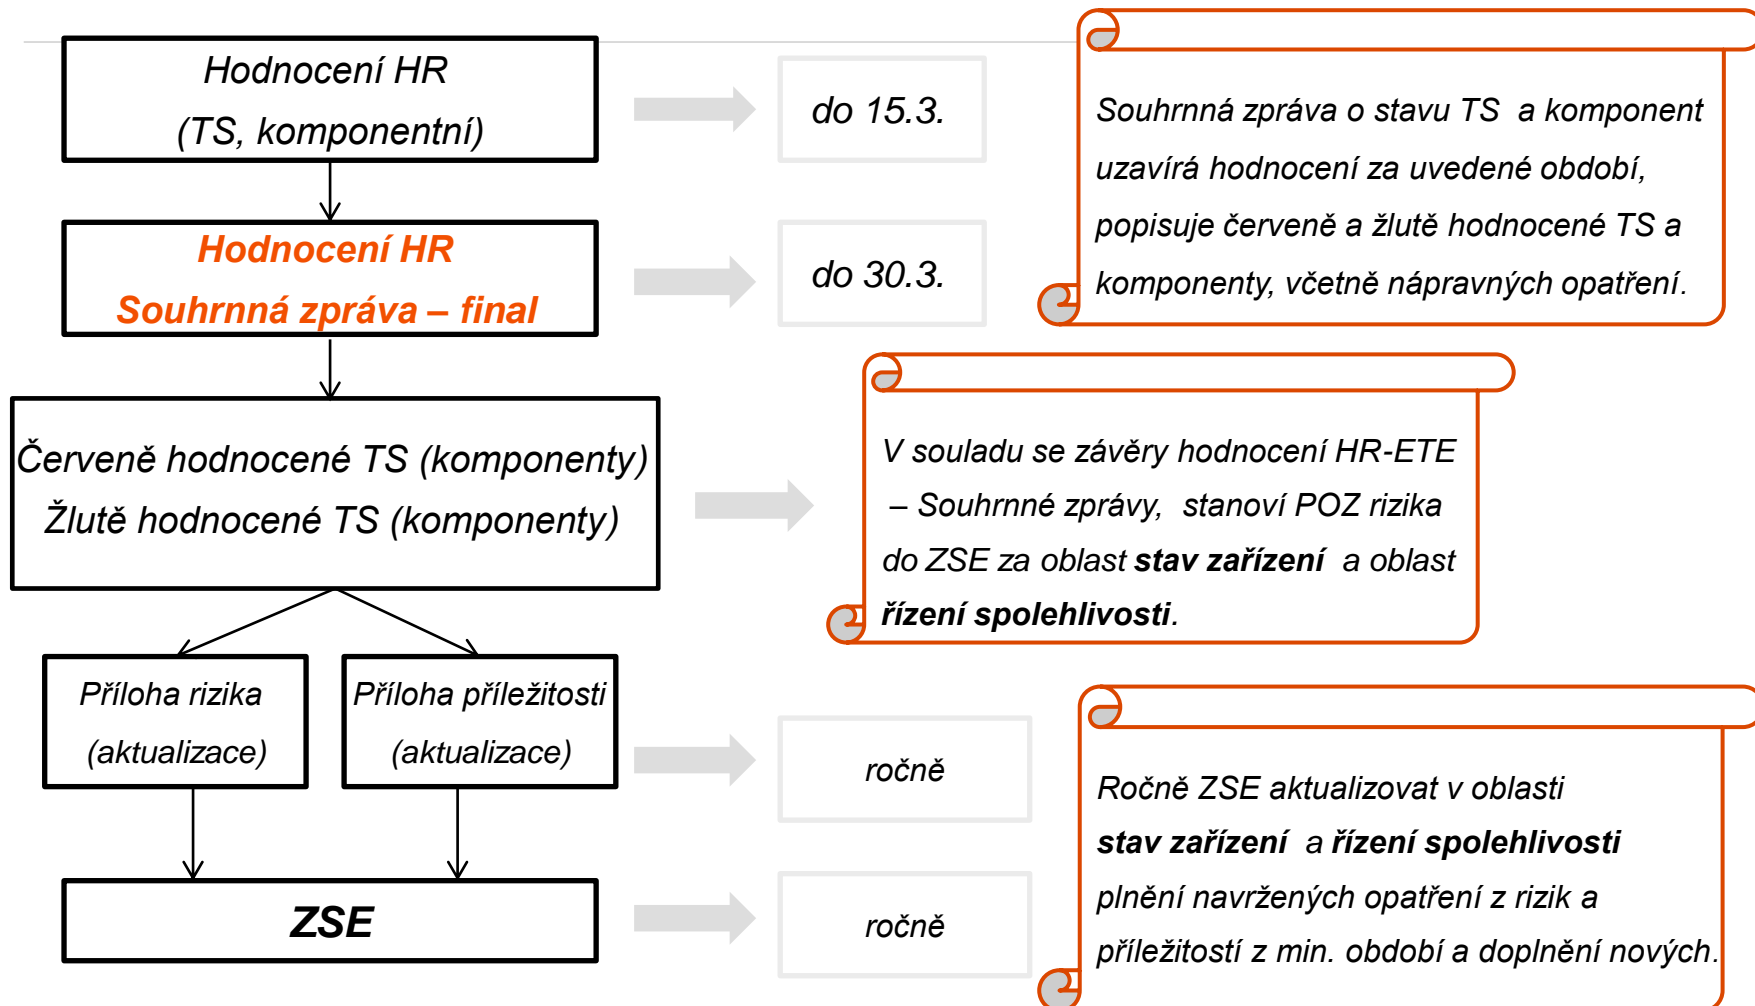 Hodnocení HR
(TS, komponentní)
do 15.3.
Souhrnná zpráva o stavu TS a komponent
uzavírá hodnocení za uvedené období,
popisuje červeně a žlutě hodnocené TS a
komponenty, včetně nápravných opatření.
Hodnocení HR
Souhrnná zpráva – final
do 30.3.
Červeně hodnocené TS (komponenty)
Žlutě hodnocené TS (komponenty)
V souladu se závěry hodnocení HR-ETE
– Souhrnné zprávy, stanoví POZ rizika
do ZSE za oblast stav zařízení a oblast
řízení spolehlivosti.
Příloha rizika
(aktualizace)
Příloha příležitosti
(aktualizace)
ročně
Ročně ZSE aktualizovat v oblasti
stav zařízení a řízení spolehlivosti
plnění navržených opatření z rizik a
příležitostí z min. období a doplnění nových.
ZSE
ročně